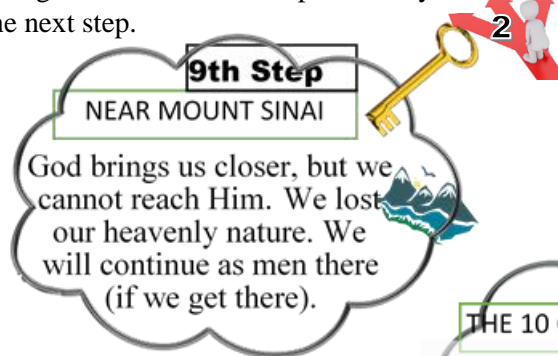 he next step.
2
9th Step
NEAR MOUNT SINAI
God brings us closer, but we
cannot reach Him. We lost
our heavenly nature. We
will continue as men there
(if we get there).
THE 10